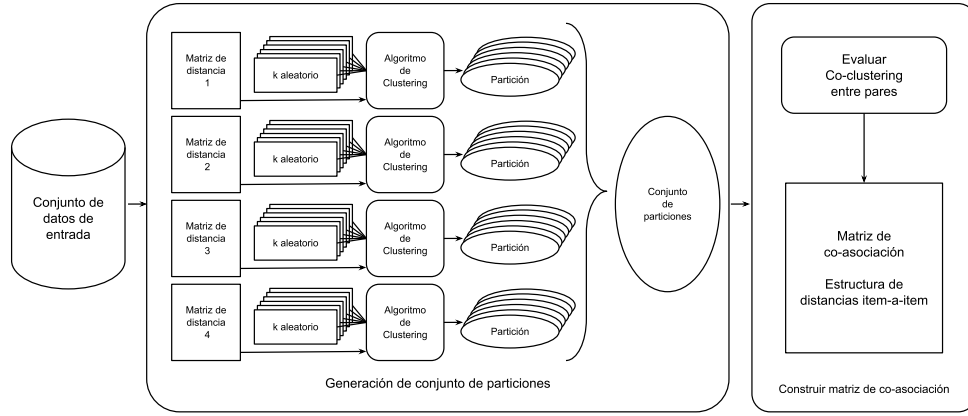 Conjunto de
datos de
entrada
Matriz de
distancia
1
k aleatorio
Algoritmo
de
Clustering
Partición
Matriz de
distancia
2
k aleatorio
Algoritmo
de
Clustering
Partición
Matriz de
distancia
3
k aleatorio
Algoritmo
de
Clustering
Partición
Matriz de
distancia
4
k aleatorio
Algoritmo
de
Clustering
Partición
Conjunto
de
particiones
Generación de conjunto de particiones
Evaluar
Co-clustering
entre pares
Matriz de
co-asociación
Estructura de
distancias item-a-item
Construir matriz de co-asociación